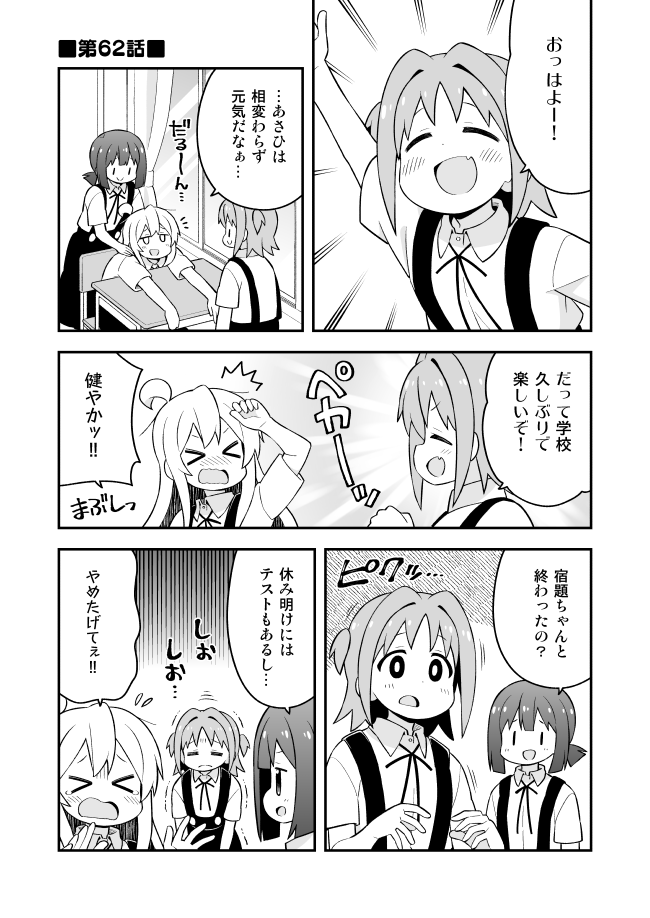 ■第62話■
おっはよー！
…あさひは
相変わらず
元気だなぁ…
だるーん…
だって学校
久しぶりで
楽しいぞ！
ペカーーッ
健やかッ!!
まぶしっ
宿題ちゃんと
終わったの？
ピクッ…
休み明けには
テストもあるし…
しお
しお…
やめたげてぇ!!